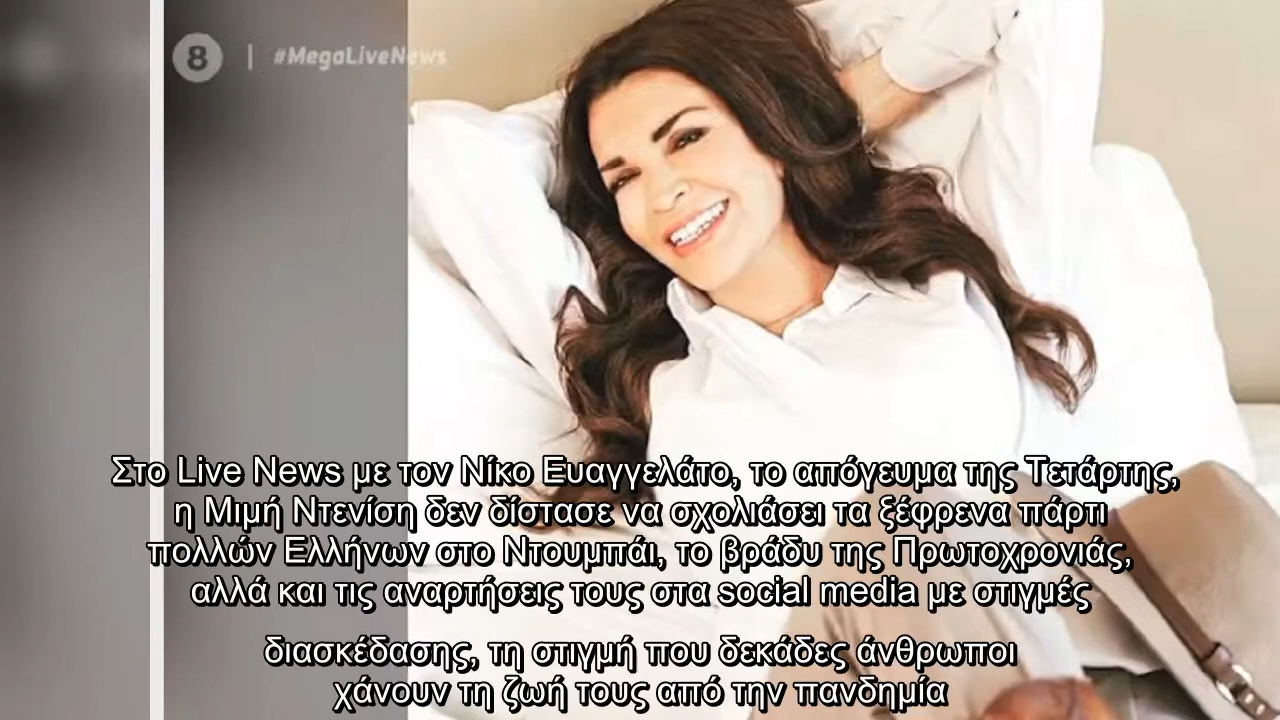 8 | #MegaLiveNews
Στο Live News με τον Νίκο Ευαγγελάτο, το απόγευμα της Τετάρτης,
η Μιμή Ντενίση δεν δίστασε να σχολιάσει τα ξέφρενα πάρτι
πολλών Ελλήνων στο Ντουμπάι, το βράδυ της Πρωτοχρονιάς,
αλλά και τις αναρτήσεις τους στα social media με στιγμές
διασκέδασης, τη στιγμή που δεκάδες άνθρωποι
χάνουν τη ζωή τους από την πανδημία